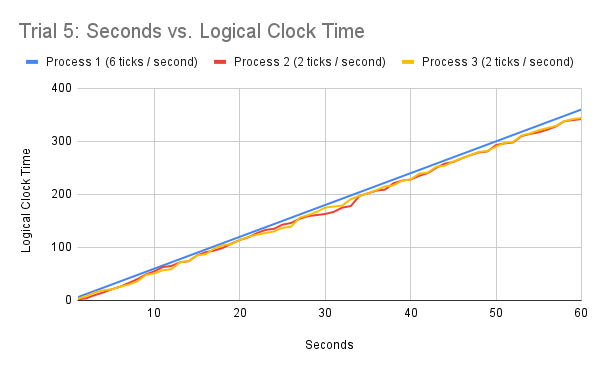 Trial 5: Seconds vs. Logical Clock Time
Process 1 (6 ticks / second) Process 2 (2 ticks / second) Process 3 (2 ticks / second)
400
300
200
100
0
Logical Clock Time
10 20 30 40 50 60
Seconds